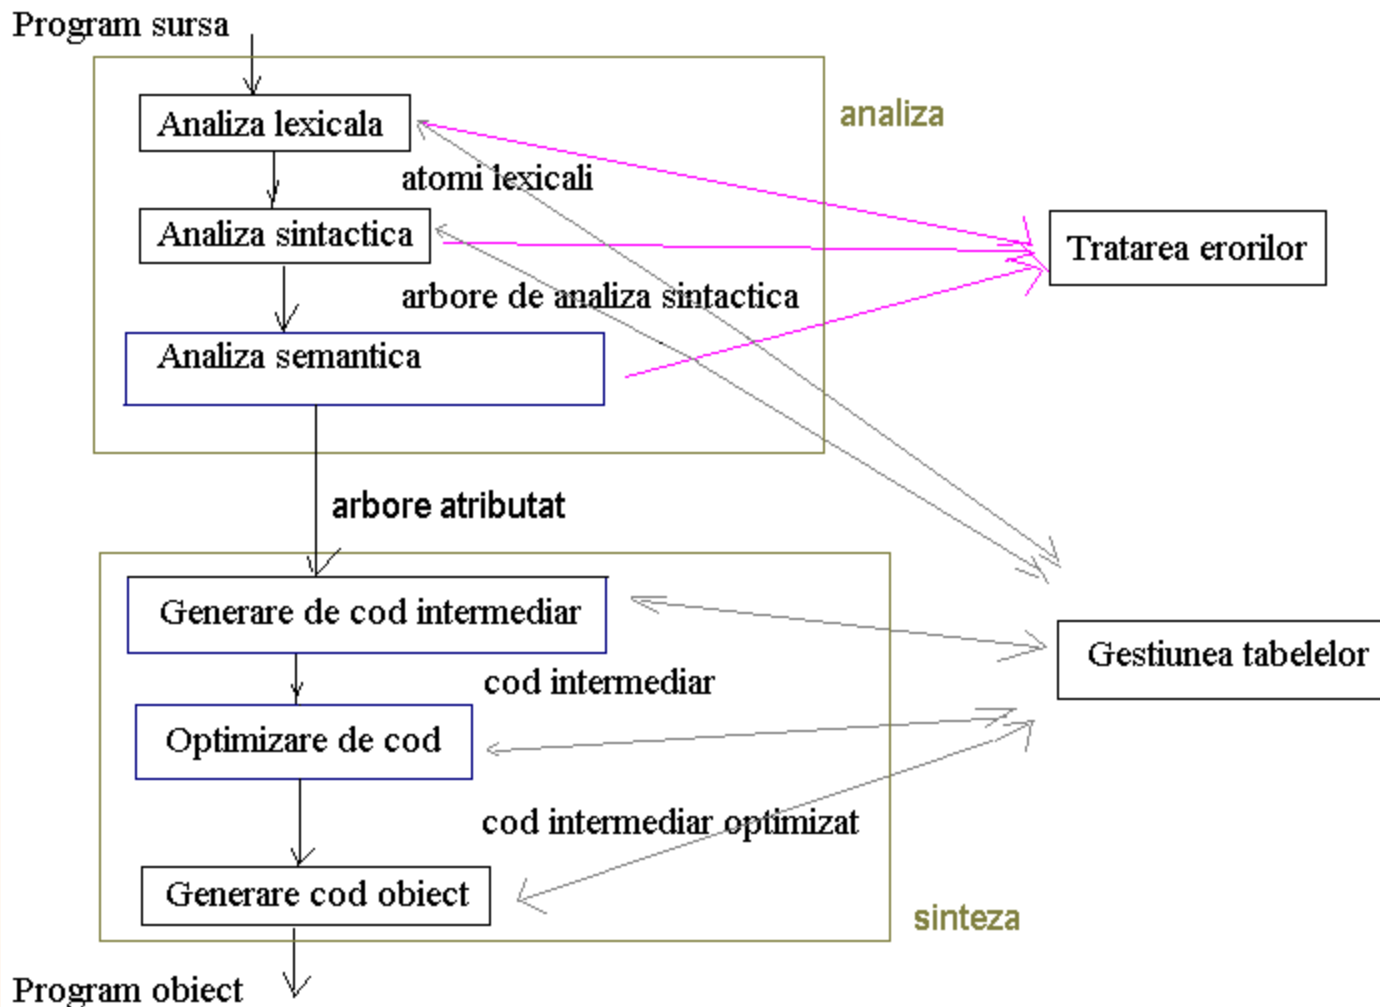 Program sursa
Analiza lexicala
analiza
atomi lexicali
Analiza sintactica
Tratarea erorilor
arbore de analiza sintactica
Analiza semantica
arbore atributat
Generare de cod intermediar
Gestiunea tabelelor
cod intermediar
Optimizare de cod
cod intermediar optimizat
Generare cod obiect
sinteza
Program obiect